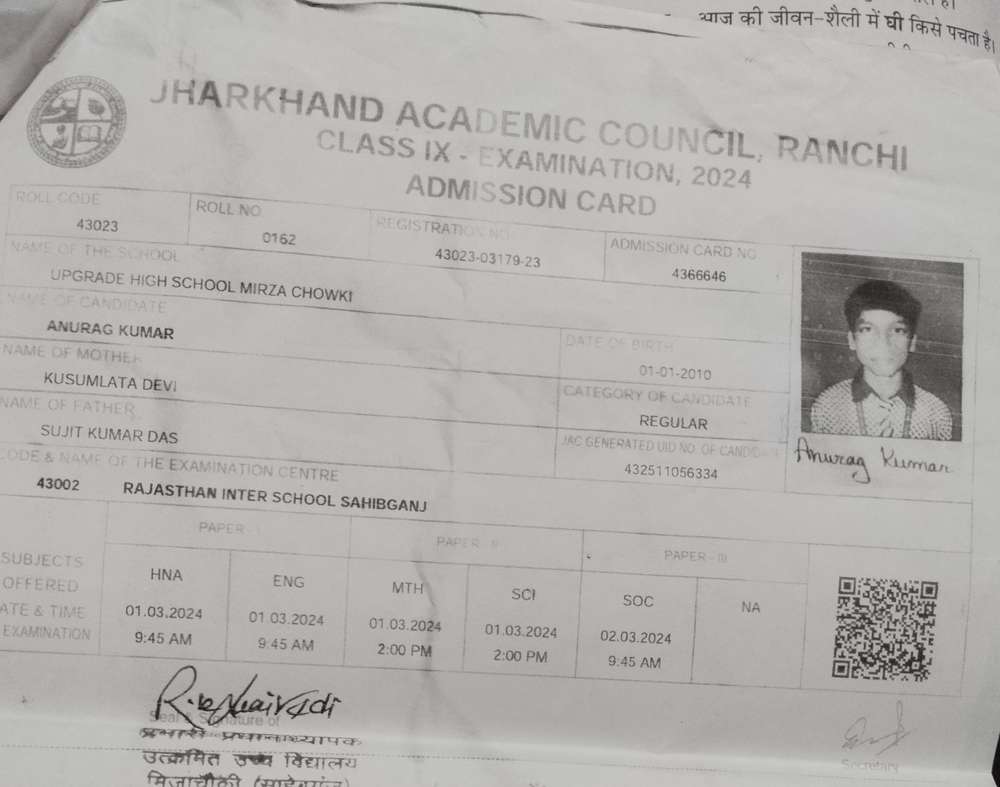 आज की जीवन-शैली में घी किसे पचता है।
JHARKHAND ACADEMIC COUNCIL, RANCHI
CLASS IX - EXAMINATION, 2024
ADMISSION CARD
ROLL CODE ROLL NO. REGISTRATION NO. ADMISSION CARD NO.
43023 0162 43023-03179-23 4366646
NAME OF THE SCHOOL
UPGRADE HIGH SCHOOL MIRZA CHOWKI
NAME OF CANDIDATE
ANURAG KUMAR
DATE OF BIRTH
01-01-2010
NAME OF MOTHER
KUSUMLATA DEVI
CATEGORY OF CANDIDATE
REGULAR
NAME OF FATHER
SUJIT KUMAR DAS
JAC GENERATED UID NO. OF CANDID
432511056334
Anurag Kumar
CODE & NAME OF THE EXAMINATION CENTRE
43002 RAJASTHAN INTER SCHOOL SAHIBGANJ
PAPER - I PAPER - II PAPER - III
SUBJECTS
OFFERED
HNA ENG MTH SCI SOC NA
ATE & TIME
EXAMINATION
01.03.2024 01.03.2024 01.03.2024 01.03.2024 02.03.2024
9:45 AM 9:45 AM 2:00 PM 2:00 PM 9:45 AM
Seal & Signature of
प्रभारी प्रधानाध्यापक
उत्क्रमित उच्च विद्यालय
मिर्जाचौकी (साहेबगंज)
Secretary